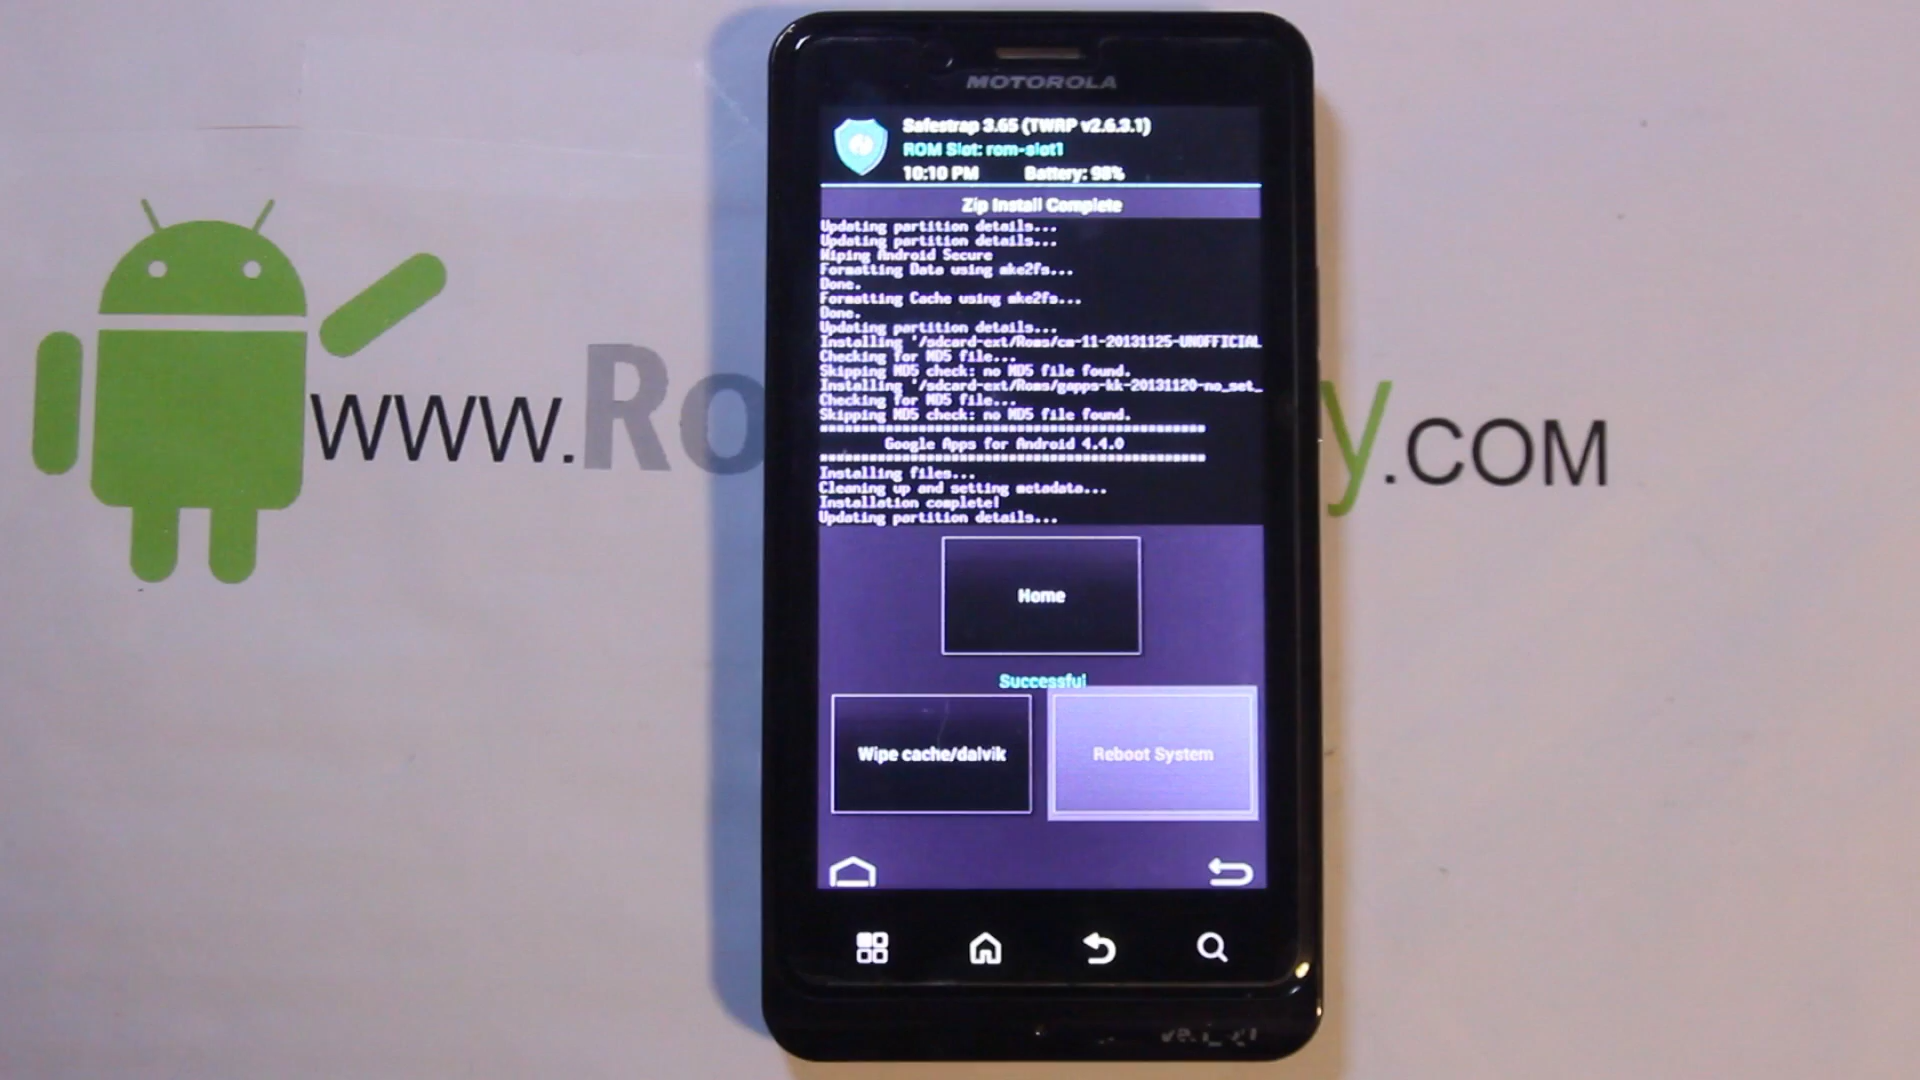 MOTOROLA
Safestrap 3.65 (TWRP v2.6.3.1)
ROM Slot: rom-slot1
10:10 PM Battery: 98%
Zip Install Complete
Updating partition details...
Updating partition details...
Wiping Android Secure
Formatting Data using mke2fs...
Done.
Formatting Cache using mke2fs...
Done.
Updating partition details...
Installing '/sdcard-ext/Roms/cm-11-20131125-UNOFFICIAL
Checking for MD5 file...
Skipping MD5 check: no MD5 file found.
Installing '/sdcard-ext/Roms/gapps-kk-20131120-no_set_
Checking for MD5 file...
Skipping MD5 check: no MD5 file found.
Google Apps for Android 4.4.0
Installing files...
Cleaning up and setting metadata...
Installation complete!
Updating partition details...
www.Ro y.COM
Home
Successful
Wipe cache/dalvik
Reboot System